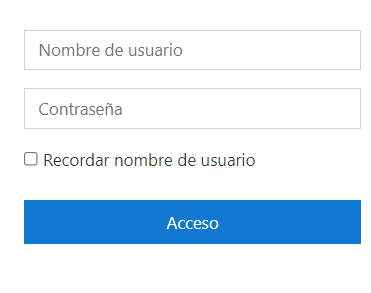 Nombre de usuario
Contraseña
Recordar nombre de usuario
Acceso